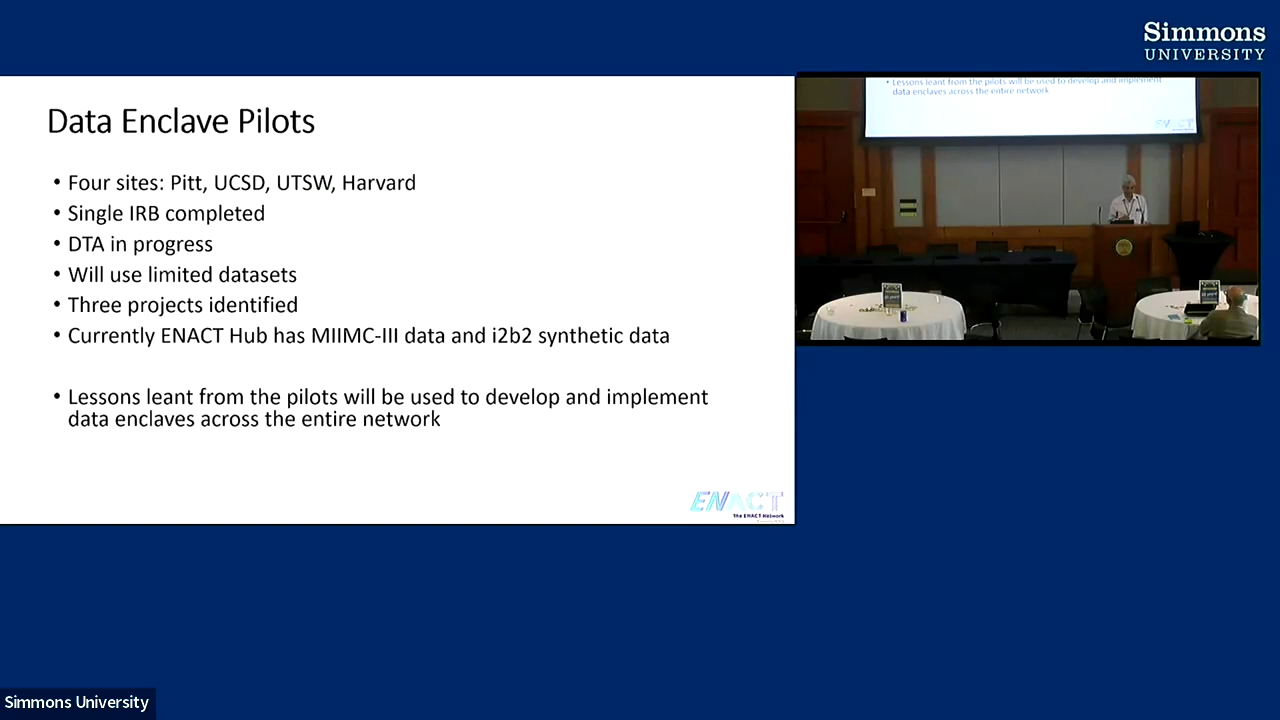 Simmons
UNIVERSITY
Data Enclave Pilots
• Four sites: Pitt, UCSD, UTSW, Harvard
• Single IRB completed
• DTA in progress
• Will use limited datasets
• Three projects identified
• Currently ENACT Hub has MIIMC-III data and i2b2 synthetic data
• Lessons leant from the pilots will be used to develop and implement
data enclaves across the entire network
ENACT
The ENACT Network
• Lessons leant from the pilots will be used to develop and implement
data enclaves across the entire network
ENACT
Simmons University